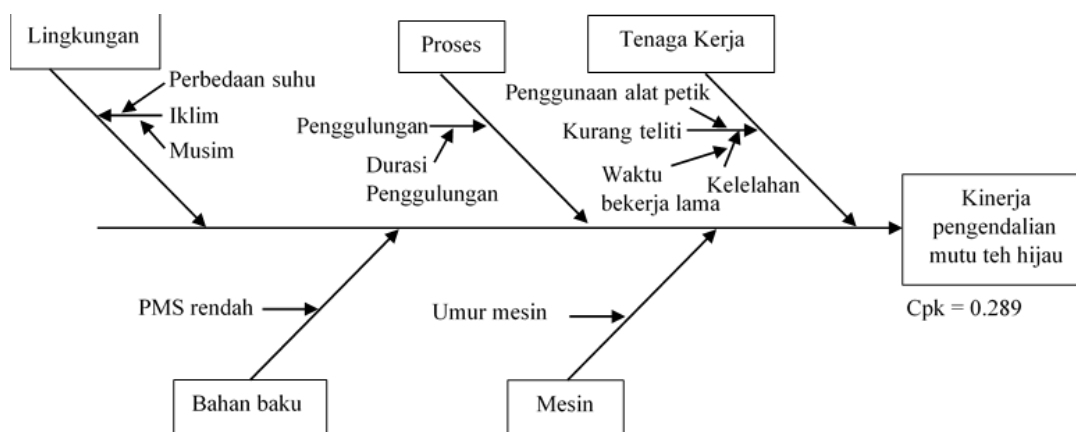 Lingkungan
Proses
Tenaga Kerja
Perbedaan suhu
Iklim
Musim
Penggulungan
Durasi
Penggulungan
Penggunaan alat petik
Kurang teliti
Waktu
bekerja lama
Kelelahan
Kinerja
pengendalian
mutu teh hijau
Cpk = 0.289
PMS rendah
Umur mesin
Bahan baku
Mesin